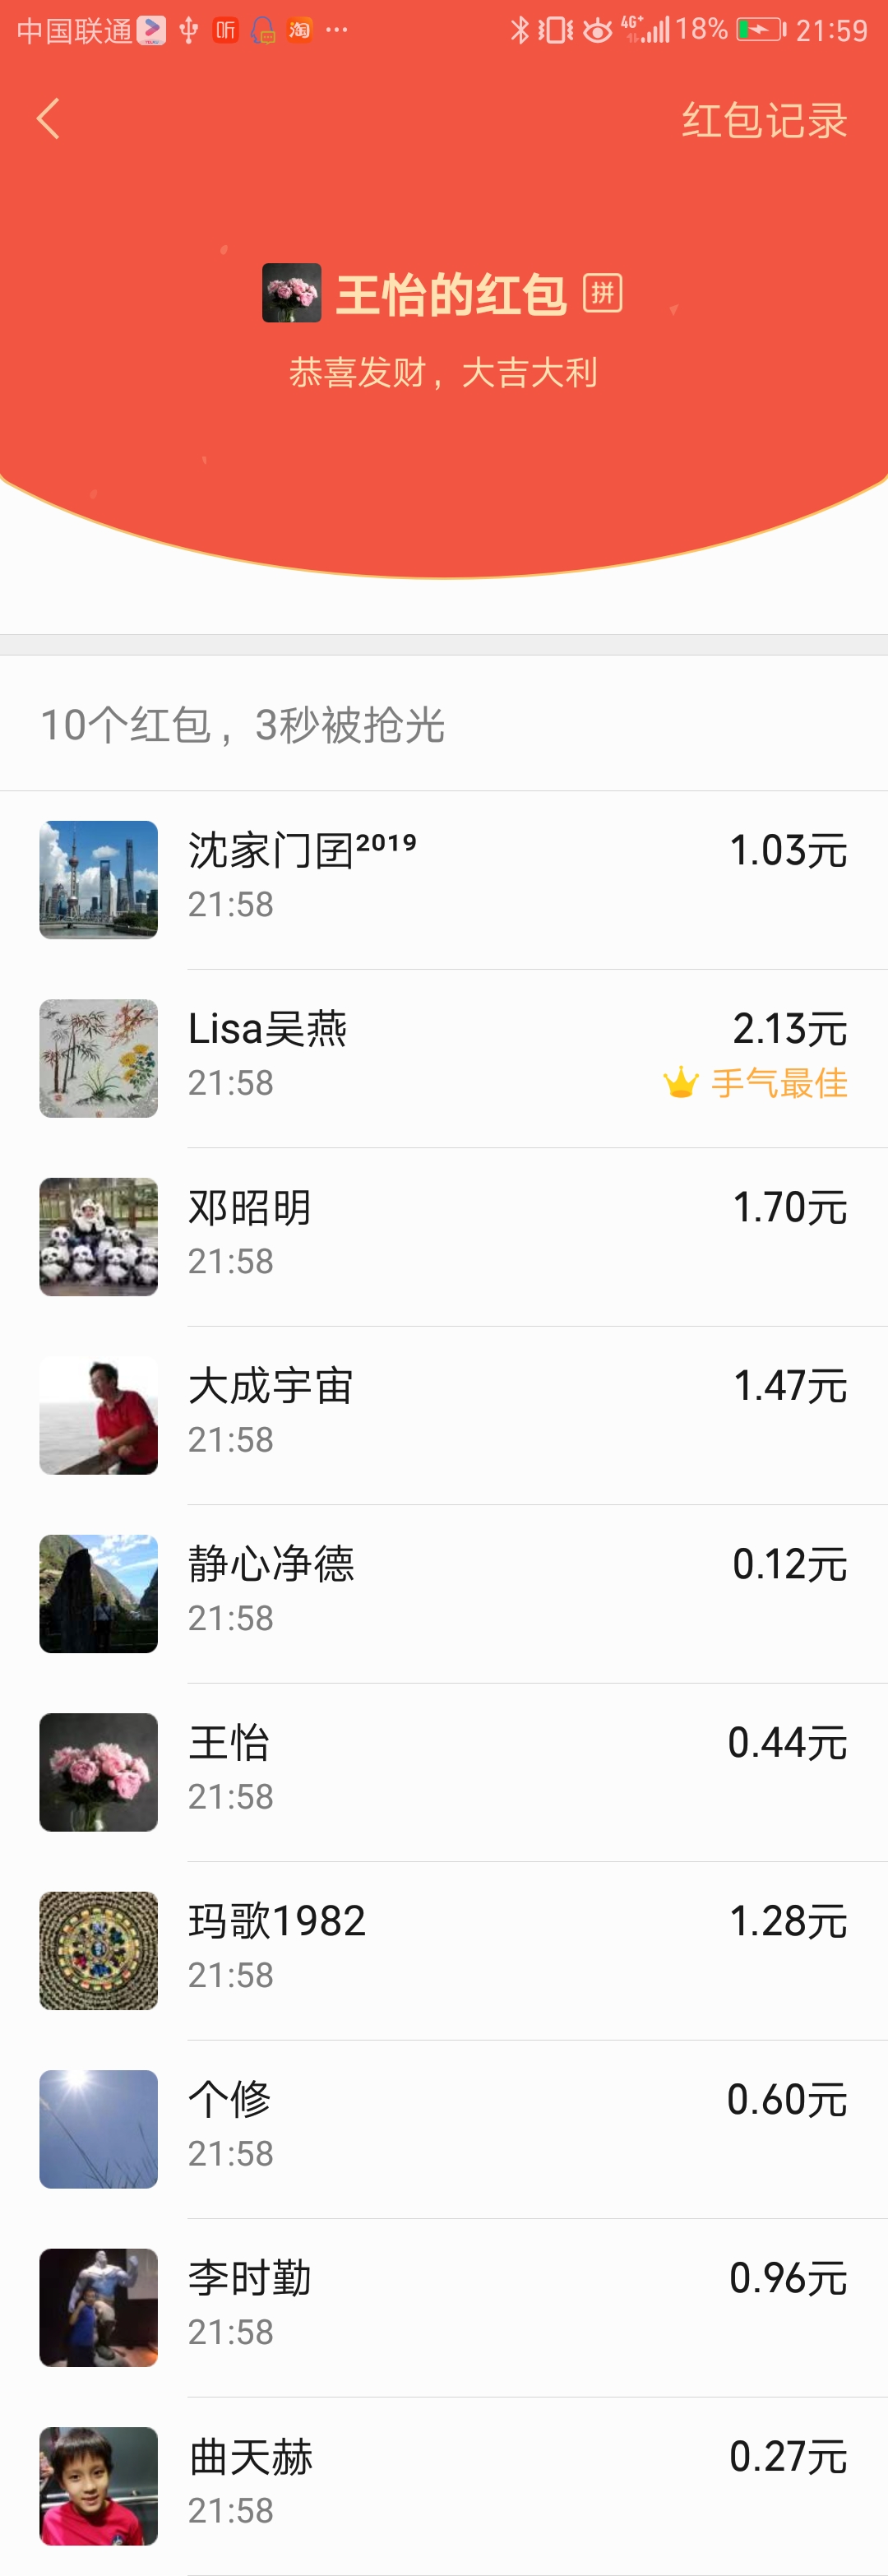 中国联通 听 淘 ... 4G+ 18% 21:59
红包记录
王怡的红包 拼
恭喜发财，大吉大利
10个红包，3秒被抢光
沈家门囝²⁰¹⁹ 1.03元
21:58
Lisa吴燕 2.13元
21:58 手气最佳
邓昭明 1.70元
21:58
大成宇宙 1.47元
21:58
静心净德 0.12元
21:58
王怡 0.44元
21:58
玛歌1982 1.28元
21:58
个修 0.60元
21:58
李时勤 0.96元
21:58
曲天赫 0.27元
21:58